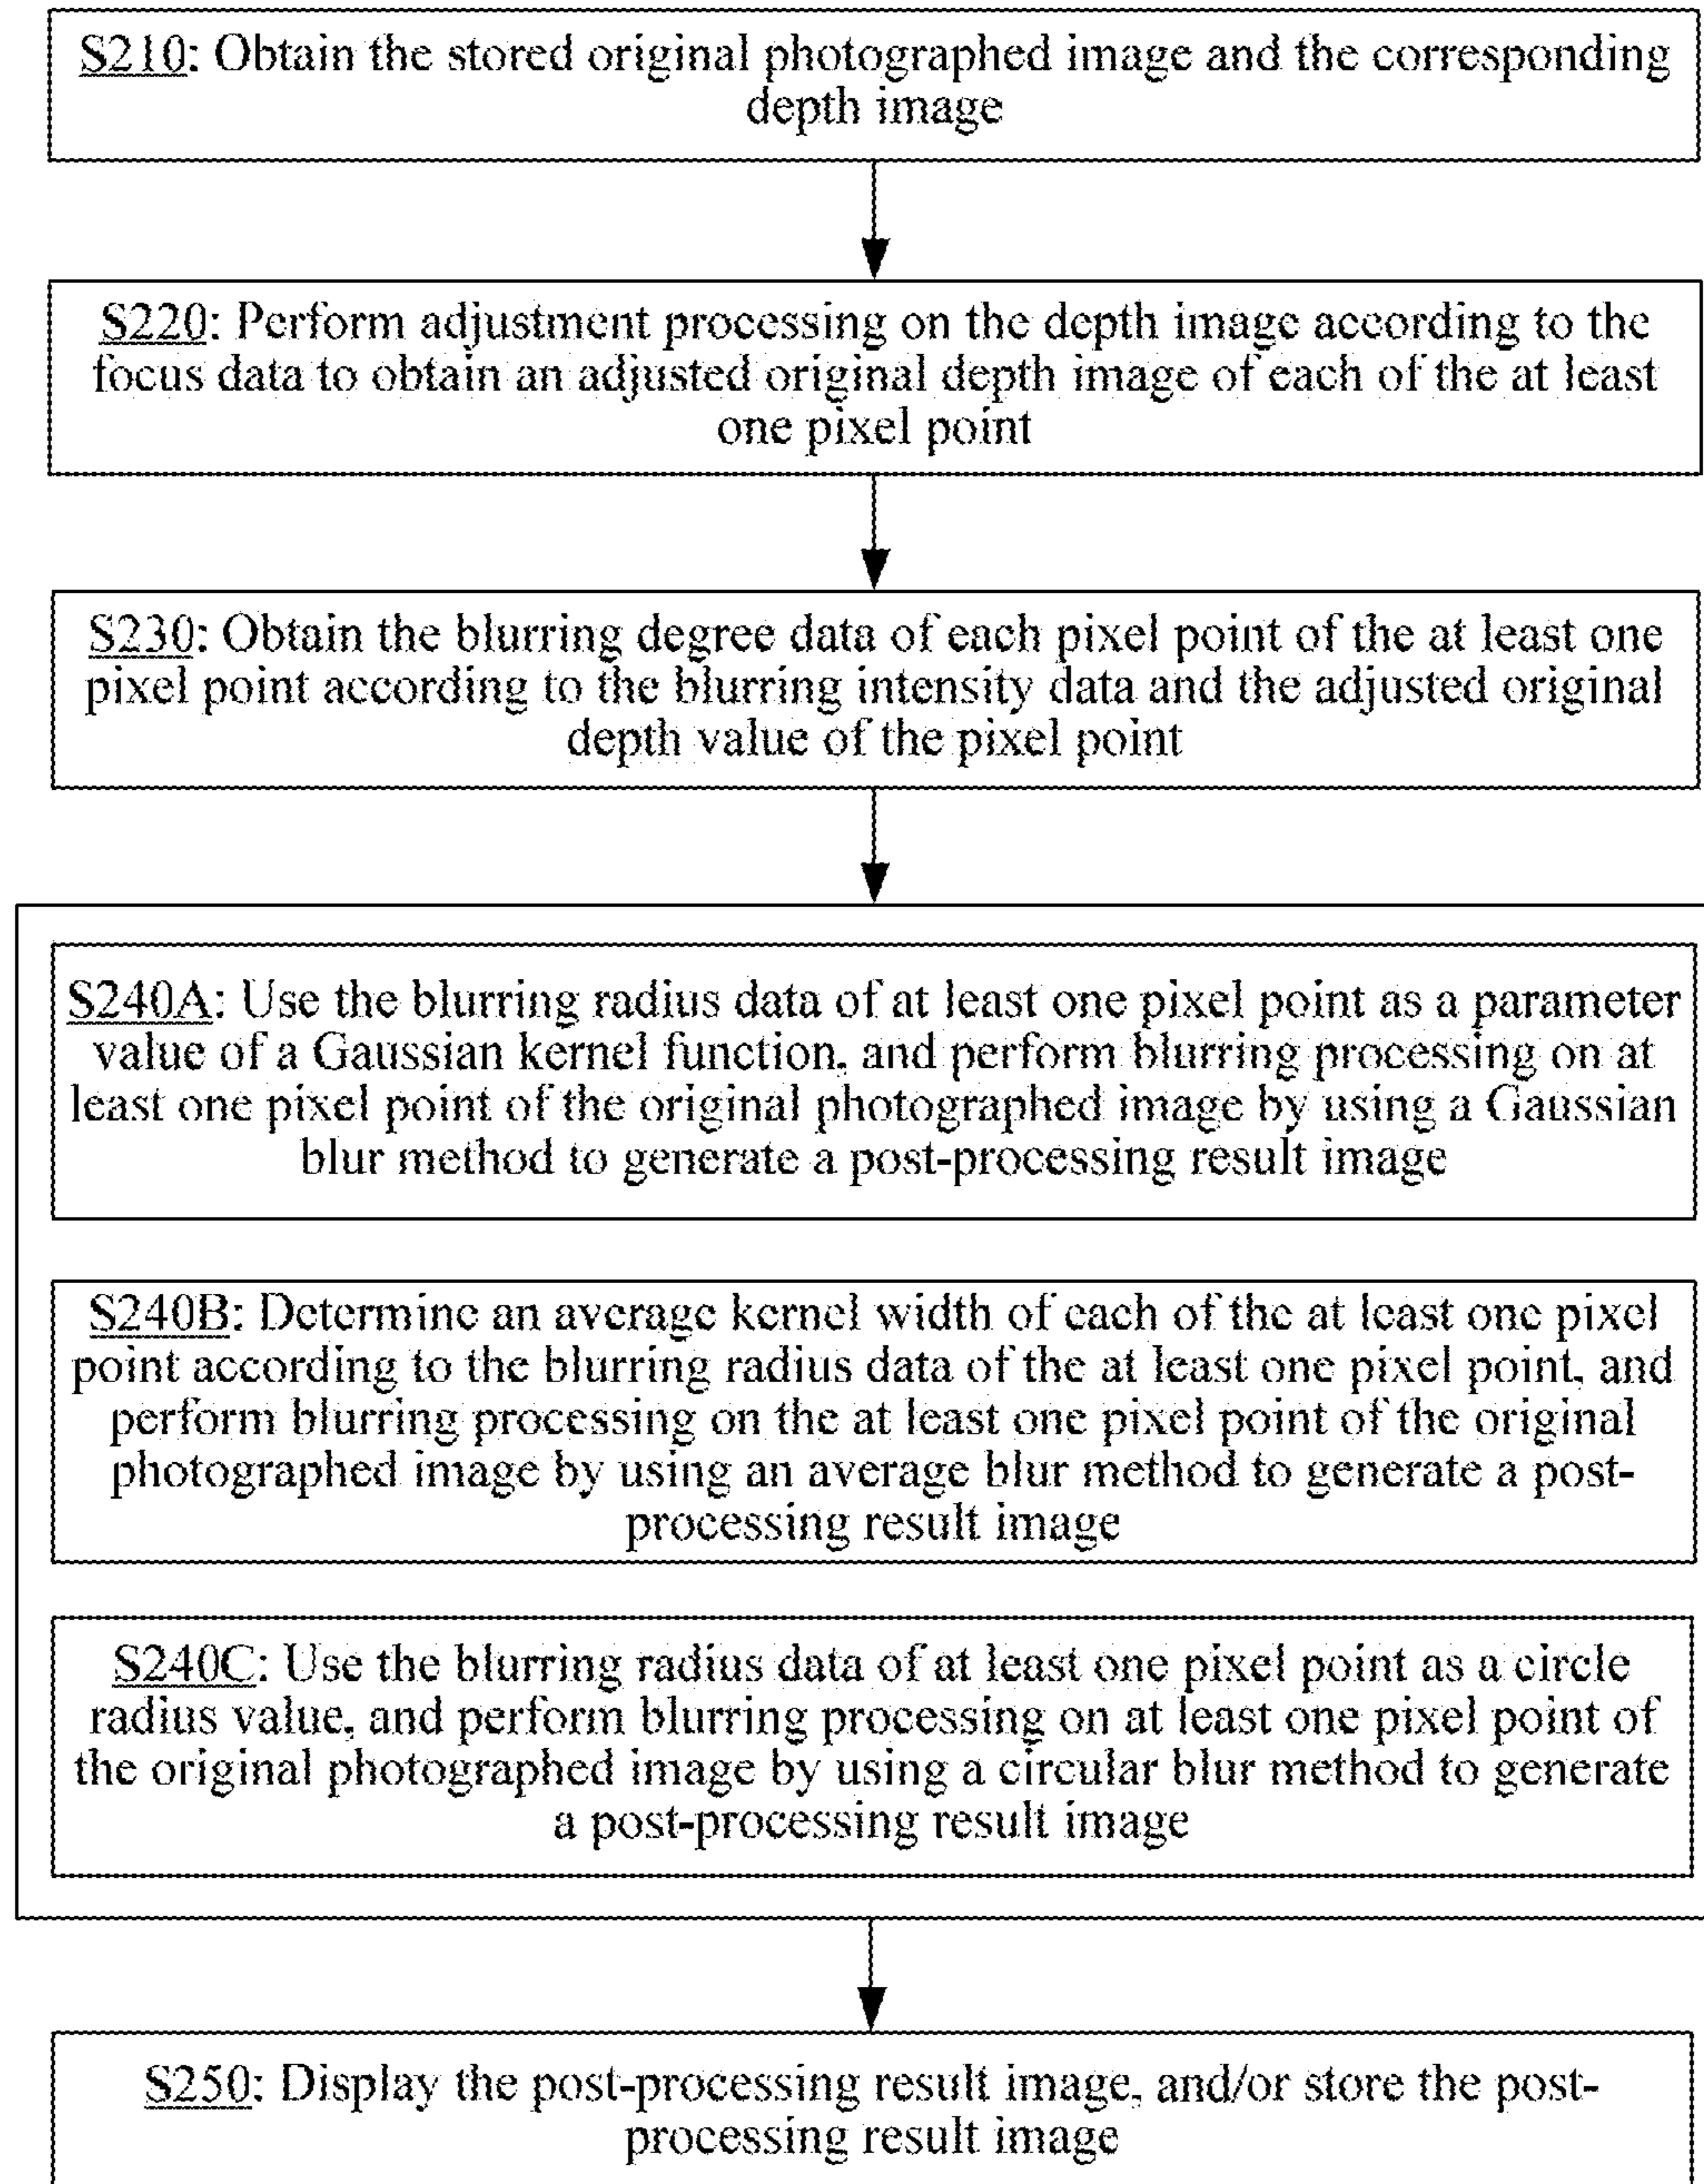 S210: Obtain the stored original photographed image and the corresponding
depth image
S220: Perform adjustment processing on the depth image according to the
focus data to obtain an adjusted original depth image of each of the at least
one pixel point
S230: Obtain the blurring degree data of each pixel point of the at least one
pixel point according to the blurring intensity data and the adjusted original
depth value of the pixel point
S240A: Use the blurring radius data of at least one pixel point as a parameter
value of a Gaussian kernel function, and perform blurring processing on at
least one pixel point of the original photographed image by using a Gaussian
blur method to generate a post-processing result image
S240B: Determine an average kernel width of each of the at least one pixel
point according to the blurring radius data of the at least one pixel point, and
perform blurring processing on the at least one pixel point of the original
photographed image by using an average blur method to generate a post-
processing result image
S240C: Use the blurring radius data of at least one pixel point as a circle
radius value, and perform blurring processing on at least one pixel point of
the original photographed image by using a circular blur method to generate
a post-processing result image
S250: Display the post-processing result image, and/or store the post-
processing result image